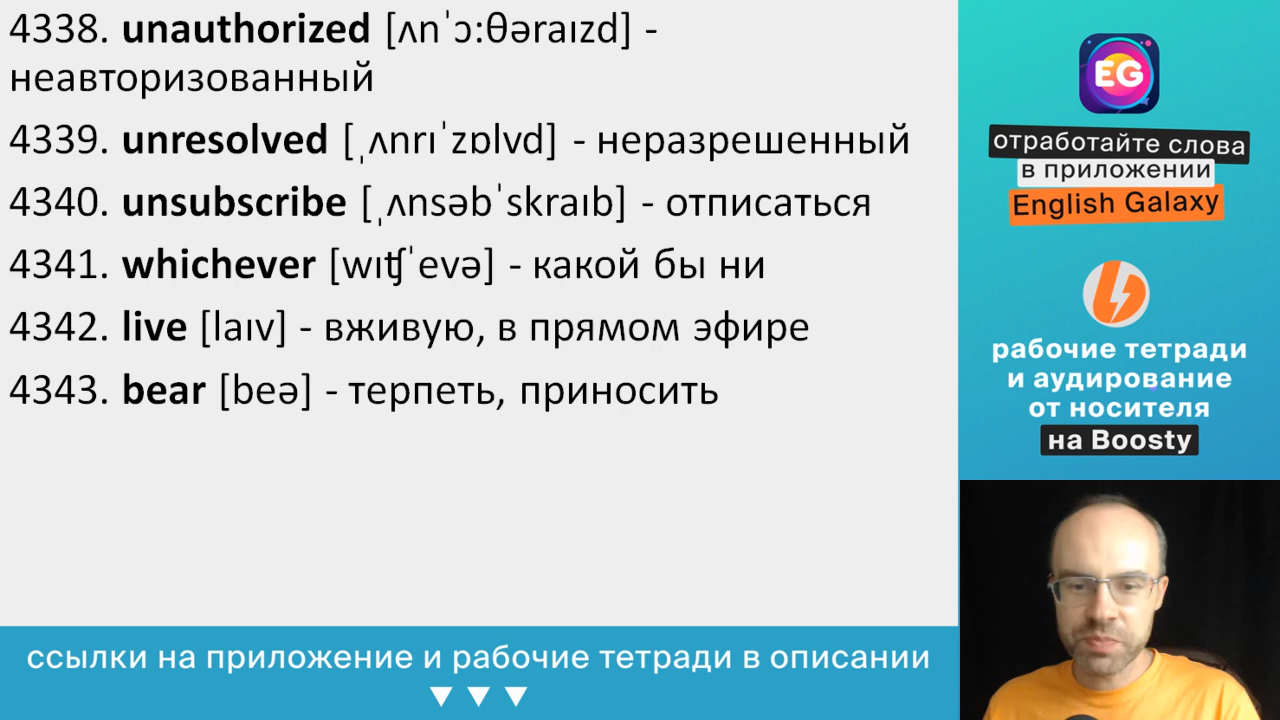 4338. unauthorized [ʌnˈɔ:θəraɪzd] -
неавторизованный
4339. unresolved [ˌʌnrɪˈzɒlvd] - неразрешенный
4340. unsubscribe [ˌʌnsəbˈskraɪb] - отписаться
4341. whichever [wɪʧˈevə] - какой бы ни
4342. live [laɪv] - вживую, в прямом эфире
4343. bear [beə] - терпеть, приносить
ссылки на приложение и рабочие тетради в описании
EG
отработайте слова
в приложении
English Galaxy
рабочие тетради
и аудирование
от носителя
на Boosty